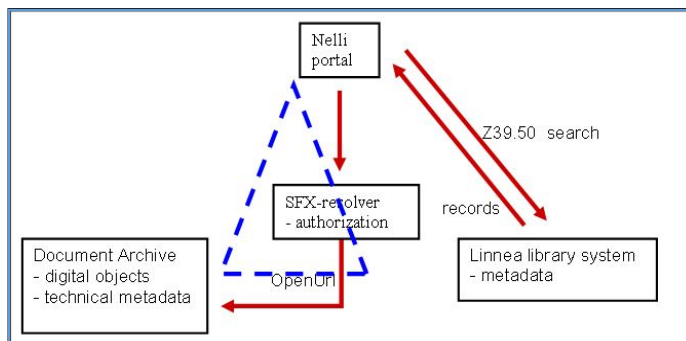 Nelli
portal
Z39.50 search
SFX-resolver
- authorization
records
Document Archive
- digital objects
- technical metadata
OpenUrl
Linnea library system
- metadata